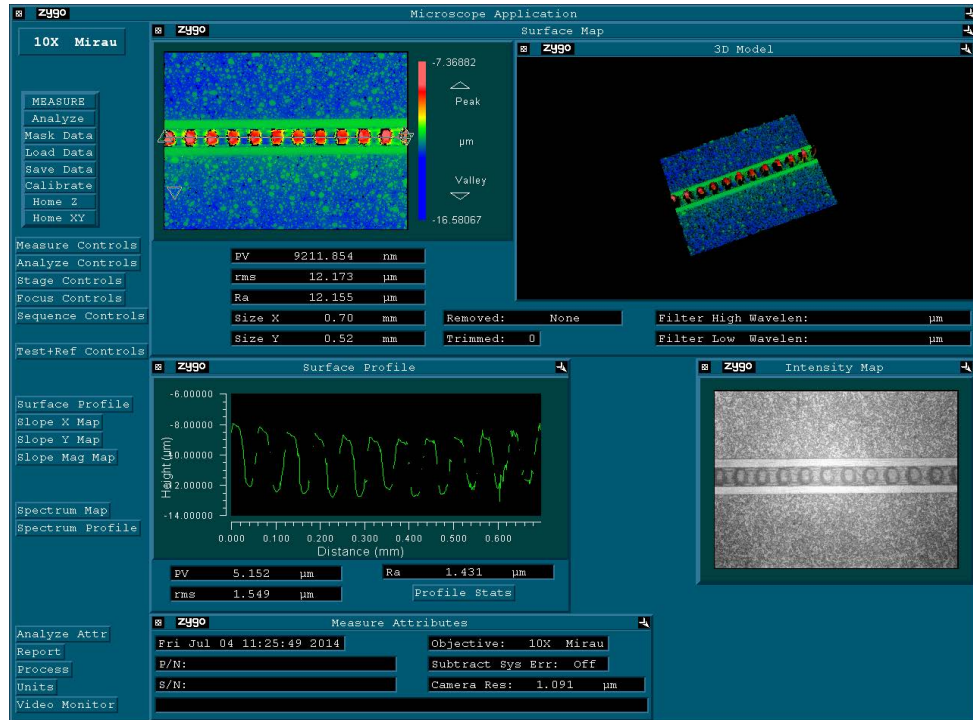 zygo Microscope Application
10X Mirau
MEASURE
Analyze
Mask Data
Load Data
Save Data
Calibrate
Home Z
Home XY
Measure Controls
Analyze Controls
Stage Controls
Focus Controls
Sequence Controls
Test+Ref Controls
Surface Profile
Slope X Map
Slope Y Map
Slope Mag Map
Spectrum Map
Spectrum Profile
Analyze Attr
Report
Process
Units
Video Monitor
zygo Surface Map
-7.36882
Peak
µm
Valley
-16.58067
PV 9211.854 nm
rms 12.173 µm
Ra 12.155 µm
Size X 0.70 mm
Size Y 0.52 mm
Removed: None
Trimmed: 0
Filter High Wavelen: µm
Filter Low Wavelen: µm
zygo 3D Model
zygo Surface Profile
Height (µm)
-6.00000
-8.00000
-10.00000
-12.00000
-14.00000
0.000 0.100 0.200 0.300 0.400 0.500 0.600
Distance (mm)
PV 5.152 µm
rms 1.549 µm
Ra 1.431 µm
Profile Stats
zygo Intensity Map
zygo Measure Attributes
Fri Jul 04 11:25:49 2014
P/N:
S/N:
Objective: 10X Mirau
Subtract Sys Err: Off
Camera Res: 1.091 µm